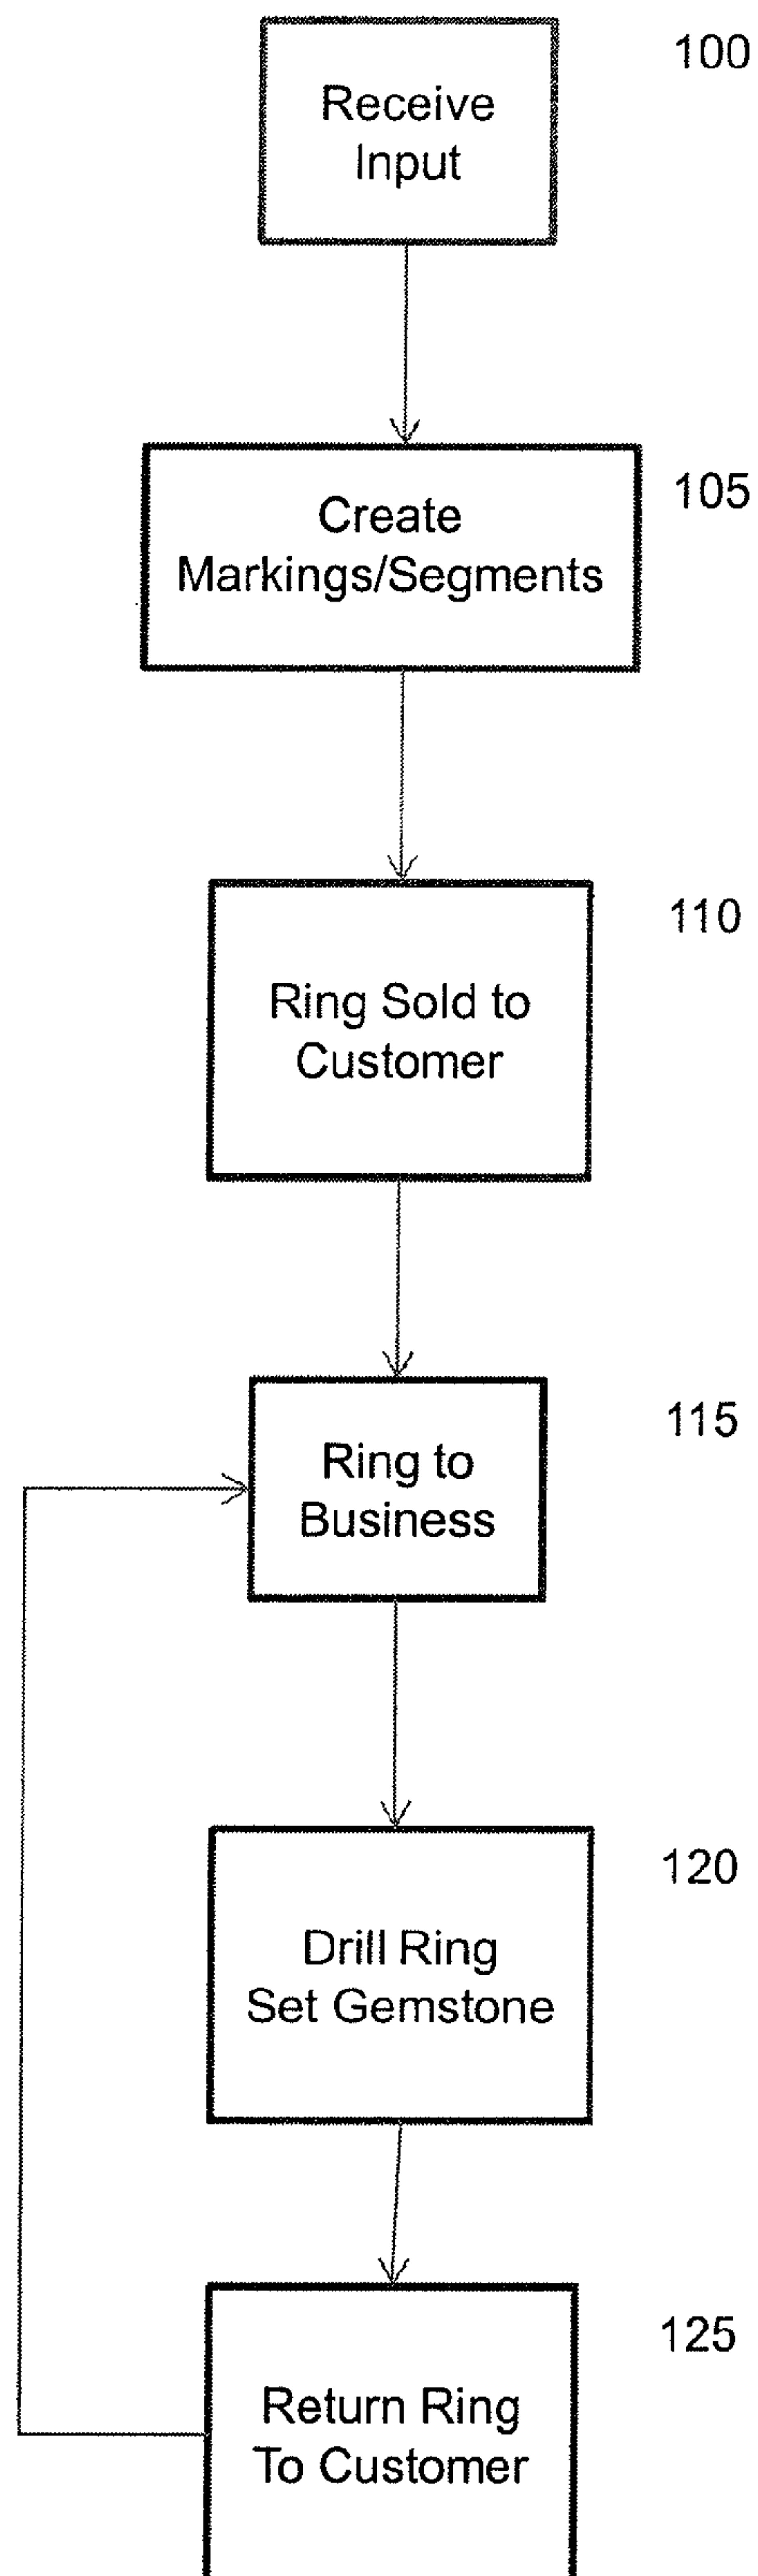 100
Receive
Input
105
Create
Markings/Segments
110
Ring Sold to
Customer
115
Ring to
Business
120
Drill Ring
Set Gemstone
125
Return Ring
To Customer